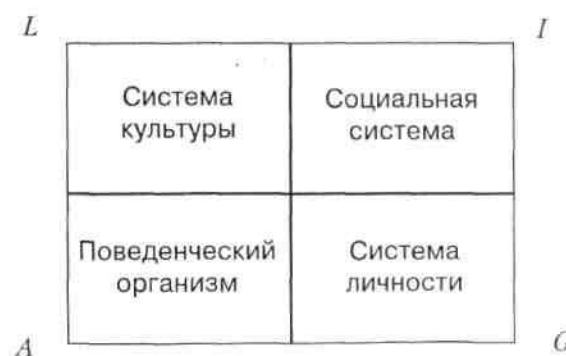 L I
Система
культуры
Социальная
система
Поведенческий
организм
Система
личности
A